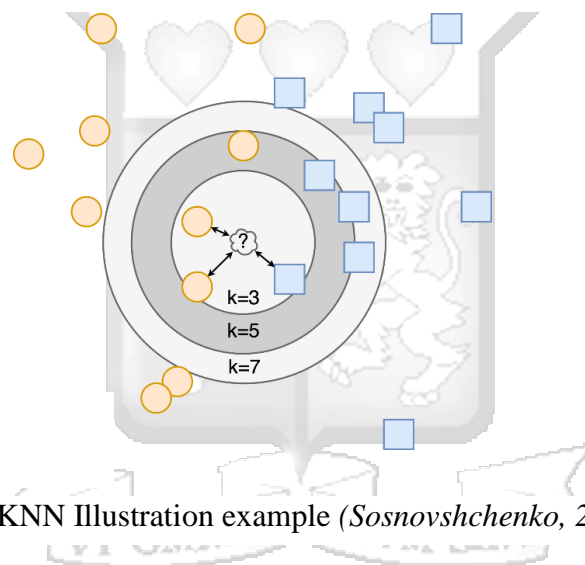 ?
k=3
k=5
k=7
KNN Illustration example (Sosnovshchenko, 2